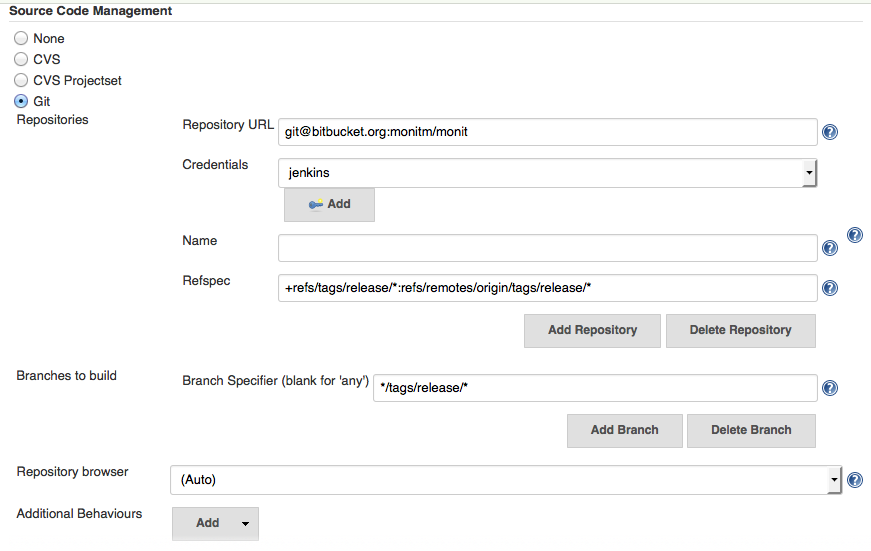 Source Code Management
None
CVS
CVS Projectset
Git
Repositories
Repository URL git@bitbucket.org:monitm/monit
Credentials jenkins
Add
Name
Refspec +refs/tags/release/*:refs/remotes/origin/tags/release/*
Add Repository Delete Repository
Branches to build Branch Specifier (blank for 'any') */tags/release/*
Add Branch Delete Branch
Repository browser (Auto)
Additional Behaviours Add